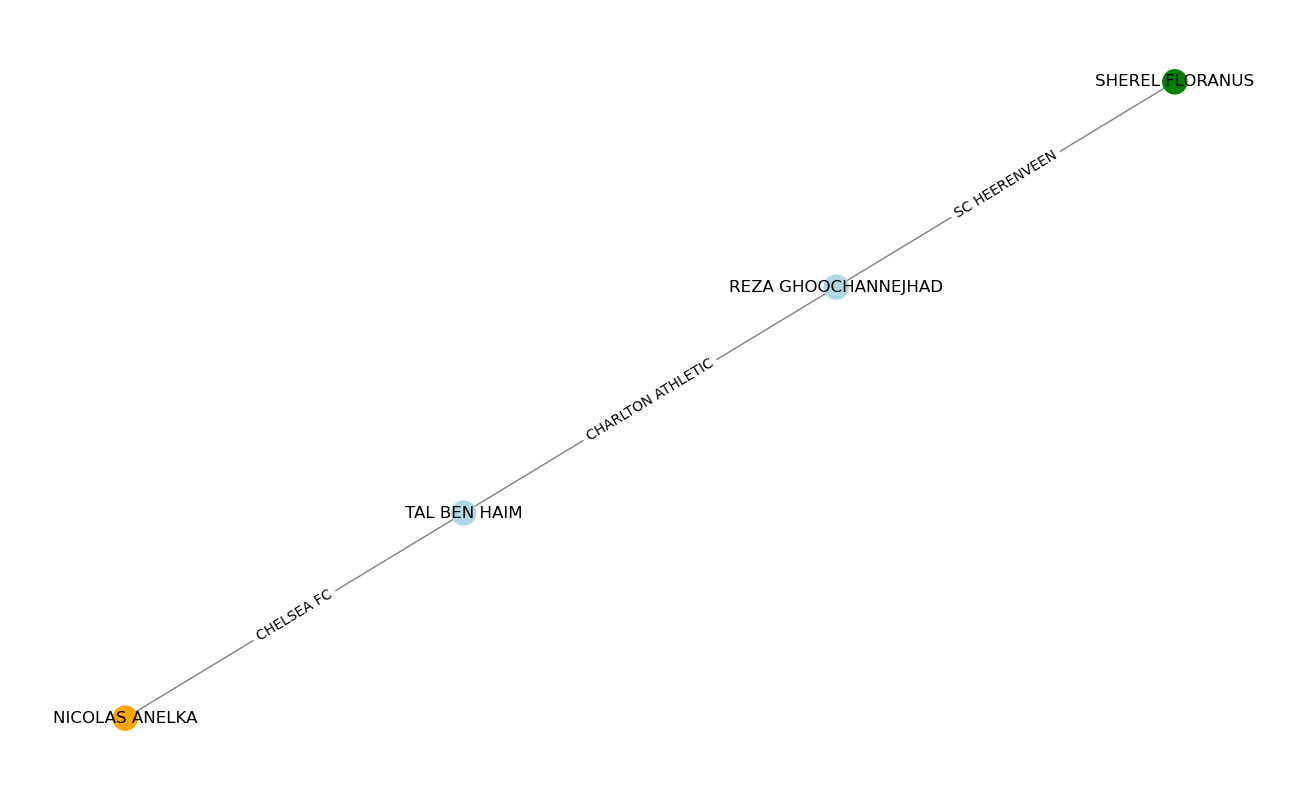 SHEREL FLORANUS
SC HEERENVEEN
REZA GHOOCHANNEJHAD
CHARLTON ATHLETIC
TAL BEN HAIM
CHELSEA FC
NICOLAS ANELKA